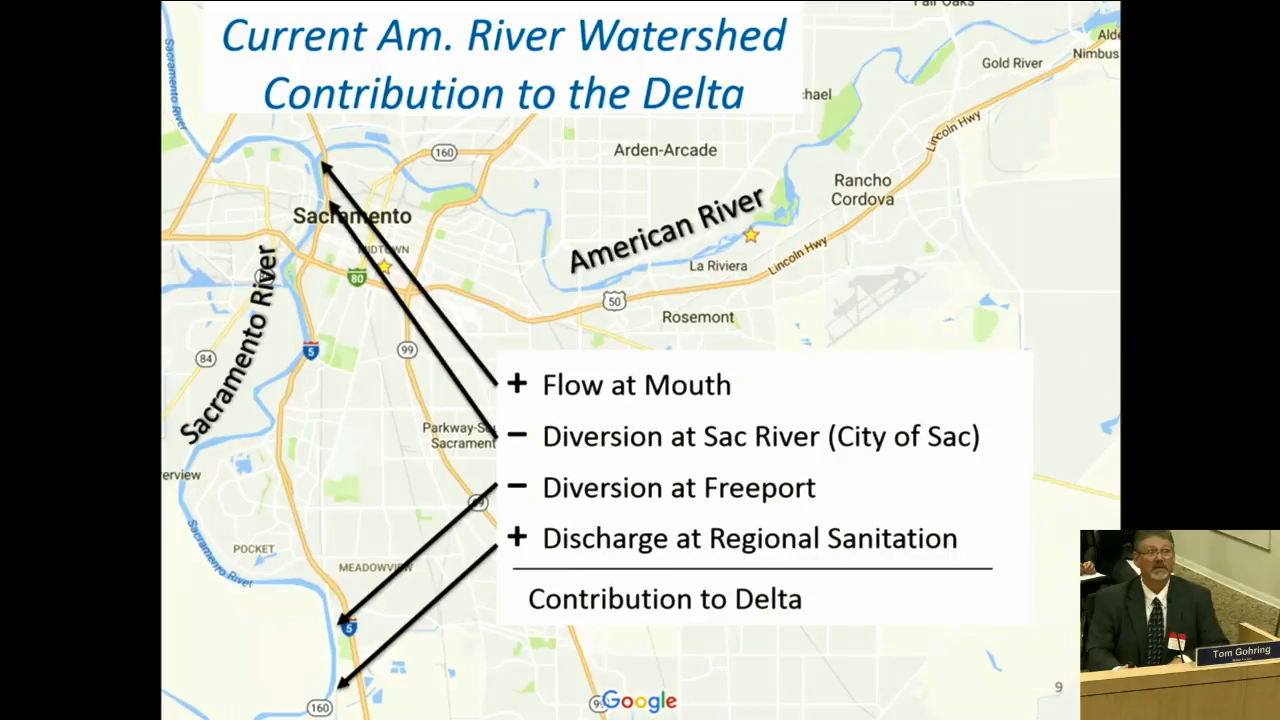 Current Am. River Watershed
Contribution to the Delta
Sacramento River
Gold River
Nimbus
160
Arden-Arcade
Rancho
Cordova
Lincoln Hwy
Sacramento
MIDTOWN
American River
La Riviera
Lincoln Hwy
80
50
Rosemont
Sacramento River
84
5
99
+ Flow at Mouth
Parkway-So
Sacrament
− Diversion at Sac River (City of Sac)
− Diversion at Freeport
+ Discharge at Regional Sanitation
Contribution to Delta
erview
Sacramento River
POCKET
MEADOWVIEW
5
160
Google
9
Tom Gohring